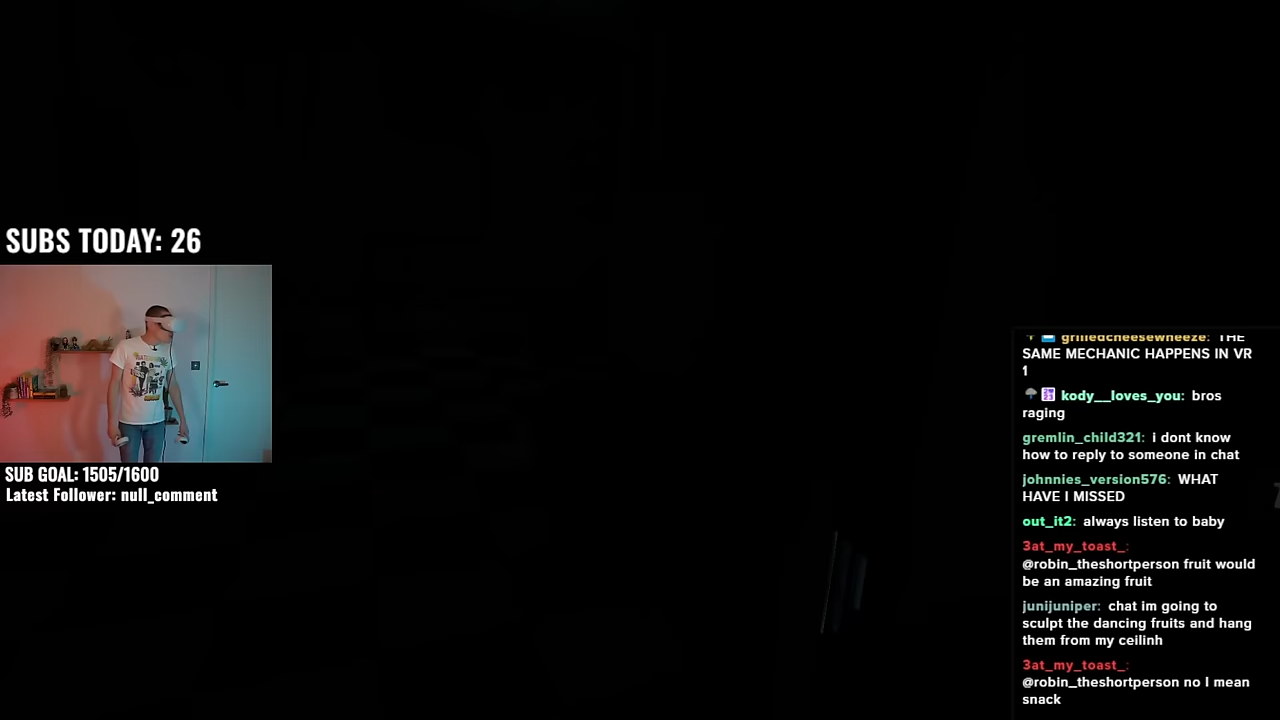 SUBS TODAY: 26
SUB GOAL: 1505/1600
Latest Follower: null_comment
grilledcheesewheeze: THE
SAME MECHANIC HAPPENS IN VR
1
kody__loves_you: bros
raging
gremlin_child321: i dont know
how to reply to someone in chat
johnnies_version576: WHAT
HAVE I MISSED
out_it2: always listen to baby
3at_my_toast_:
@robin_theshortperson fruit would
be an amazing fruit
junijuniper: chat im going to
sculpt the dancing fruits and hang
them from my ceilinh
3at_my_toast_:
@robin_theshortperson no I mean
snack